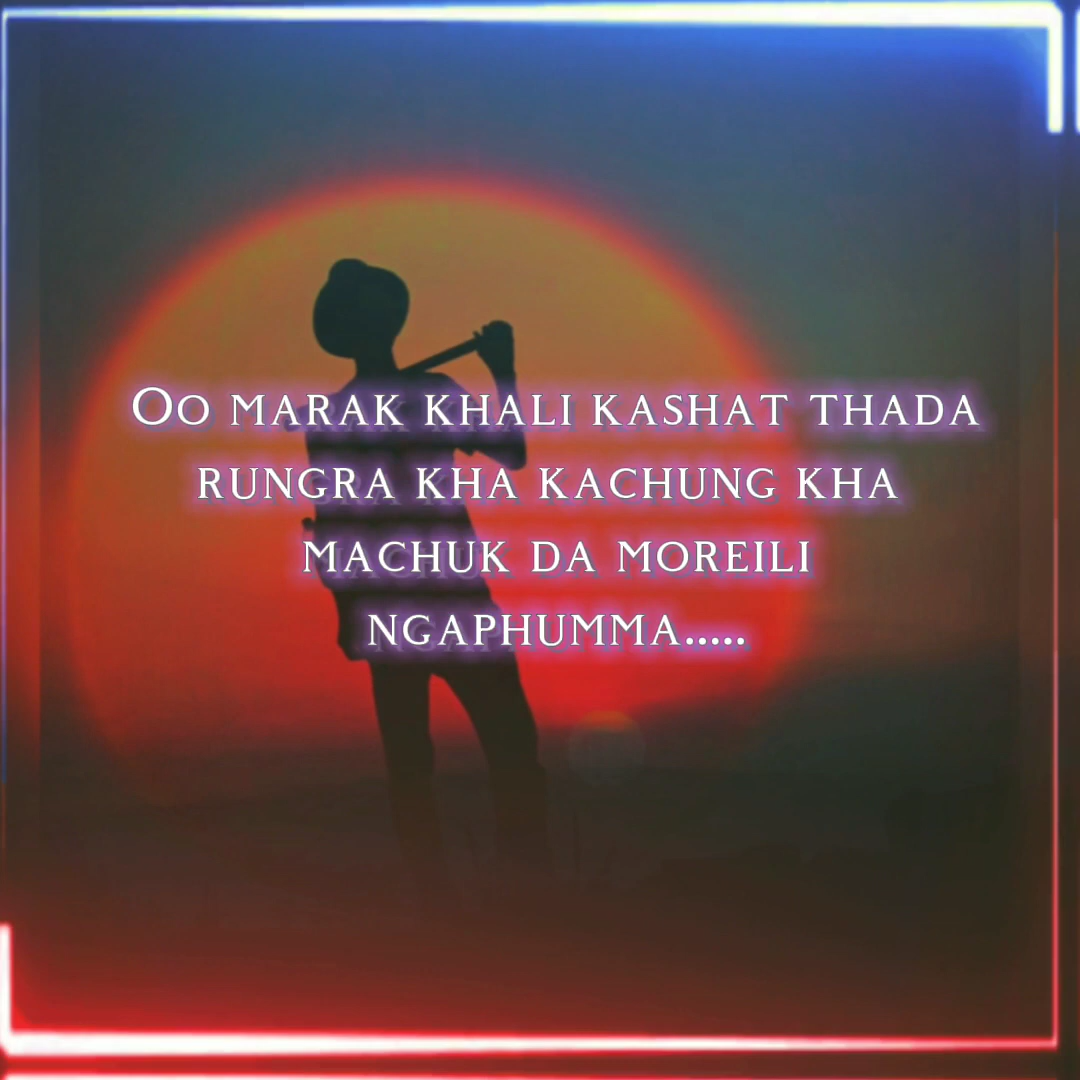 Oo marak khali kashat thada
rungra kha kachung kha
machuk da moreili
ngaphumma.....